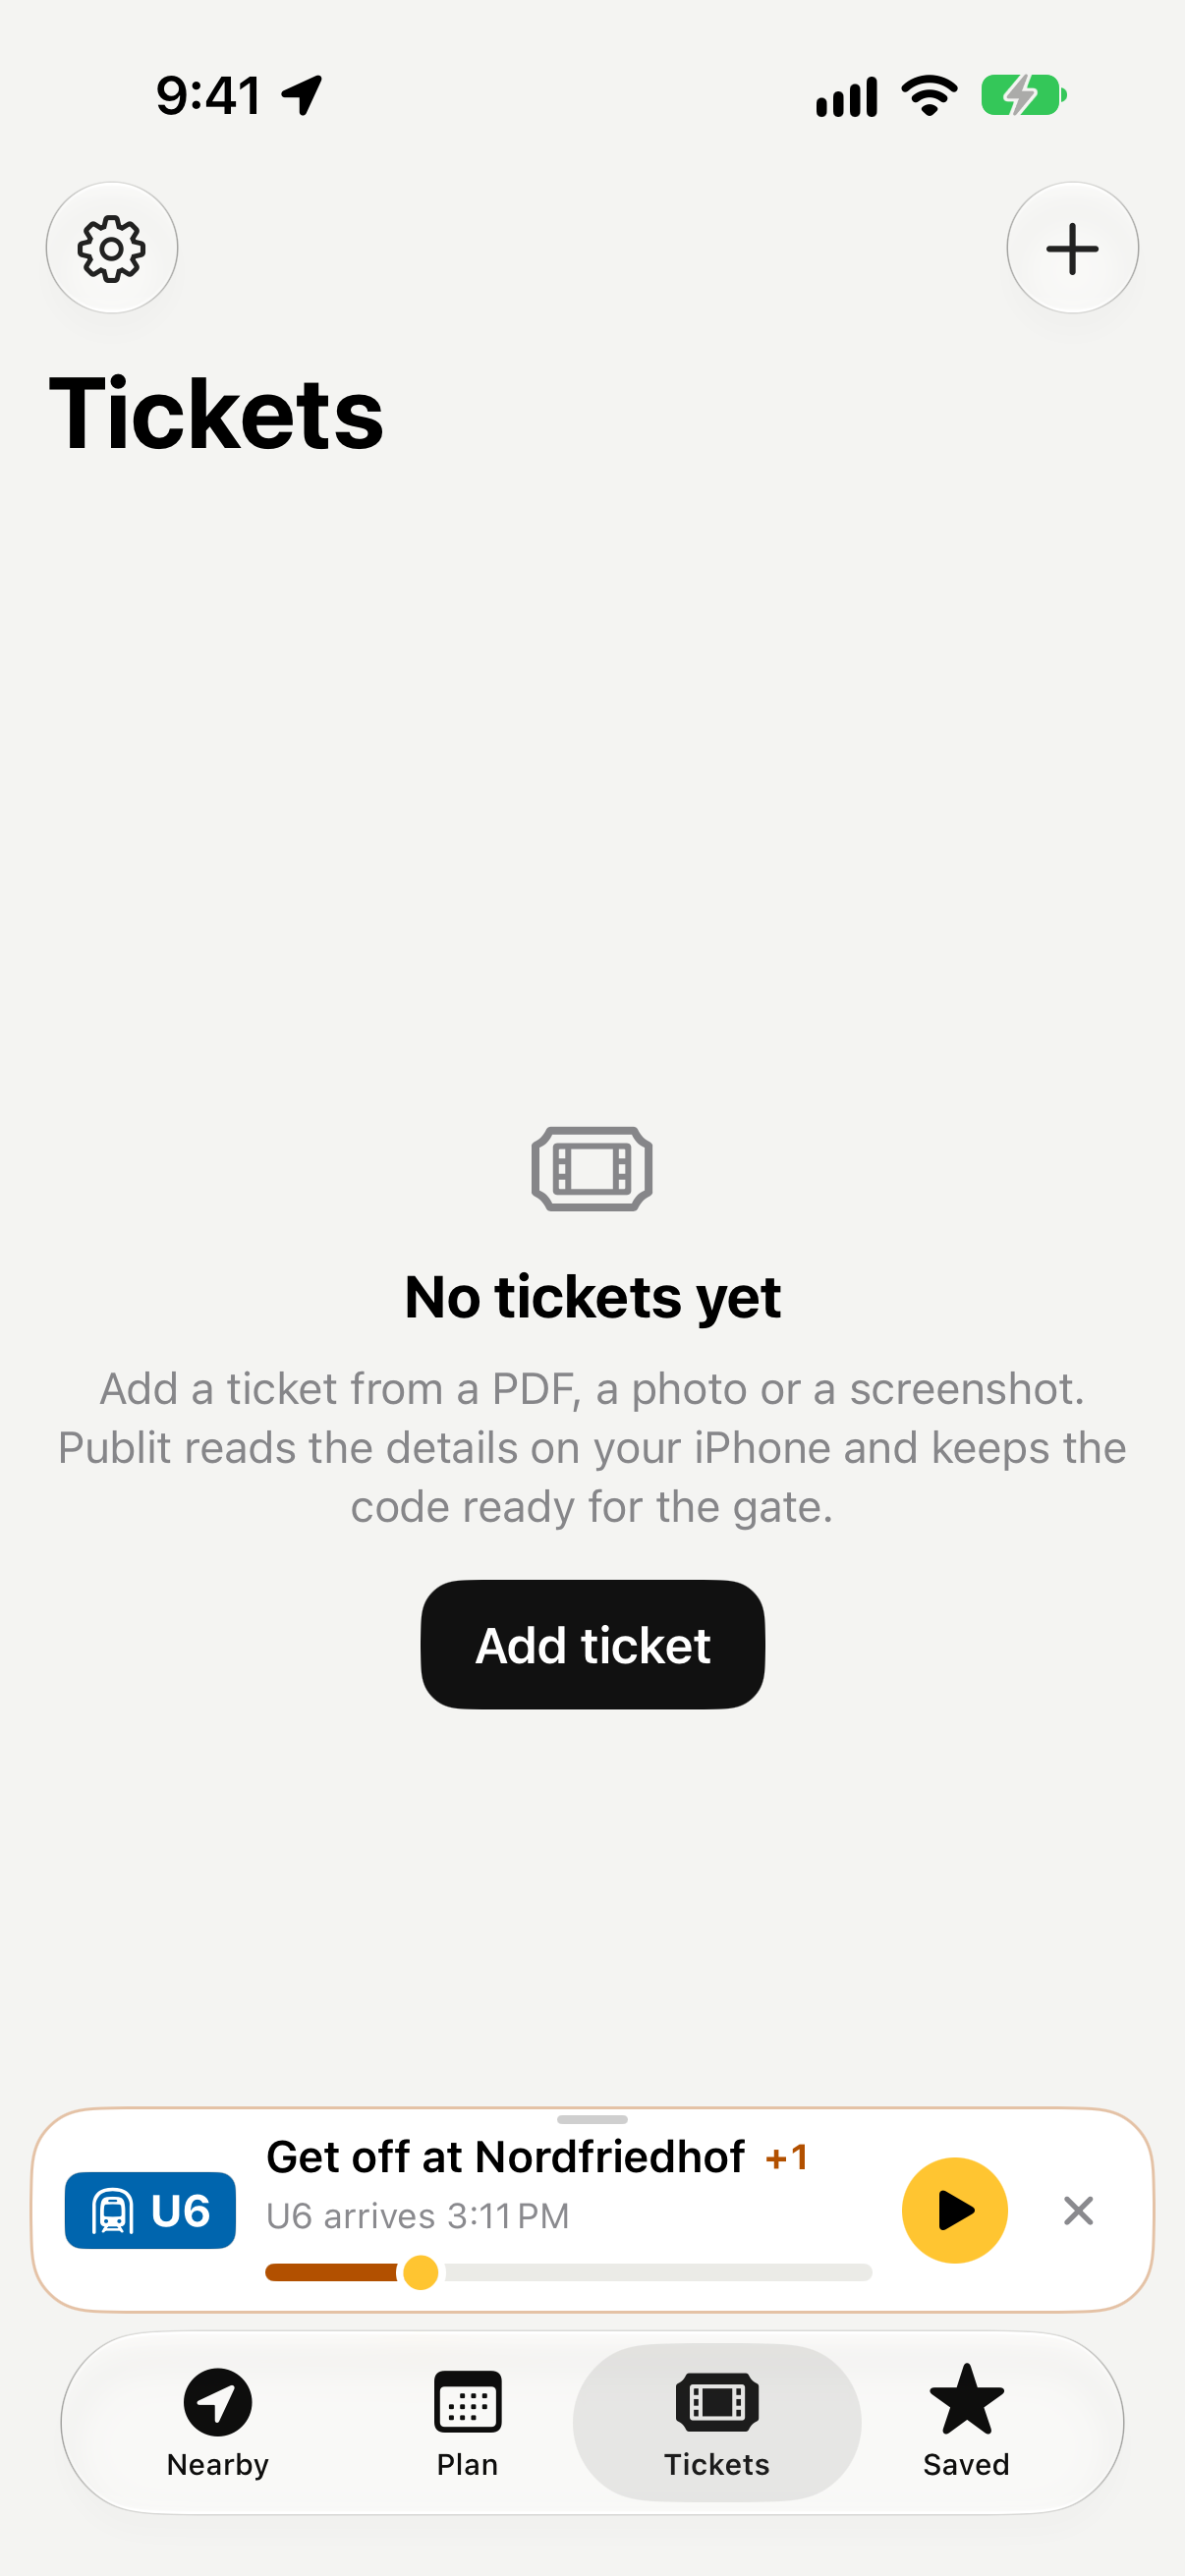 9:41
Tickets
No tickets yet
Add a ticket from a PDF, a photo or a screenshot.
Publit reads the details on your iPhone and keeps the
code ready for the gate.
Add ticket
Get off at Nordfriedhof +1
U6
U6 arrives 3:11 PM
Nearby
Plan
Tickets
Saved